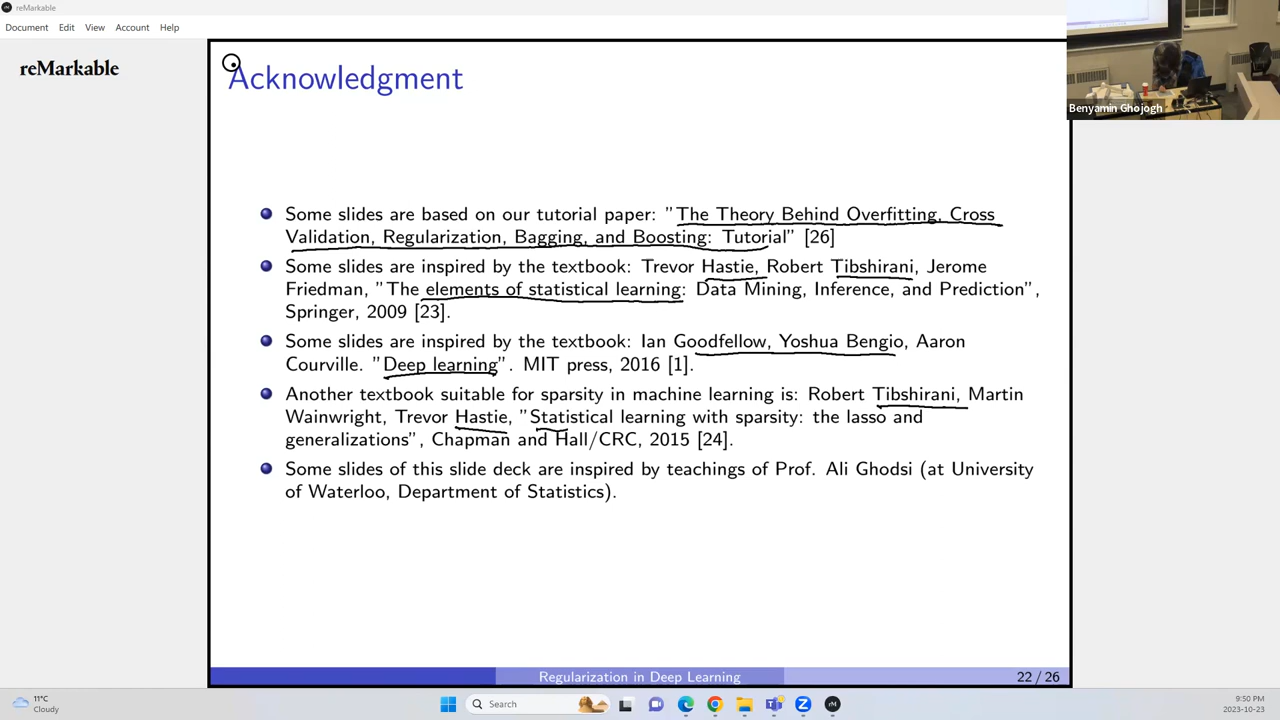 reMarkable
Document Edit View Account Help
reMarkable
Acknowledgment
Benyamin Ghojogh
Some slides are based on our tutorial paper: "The Theory Behind Overfitting, Cross
Validation, Regularization, Bagging, and Boosting: Tutorial" [26]
Some slides are inspired by the textbook: Trevor Hastie, Robert Tibshirani, Jerome
Friedman, "The elements of statistical learning: Data Mining, Inference, and Prediction",
Springer, 2009 [23].
Some slides are inspired by the textbook: Ian Goodfellow, Yoshua Bengio, Aaron
Courville. "Deep learning". MIT press, 2016 [1].
Another textbook suitable for sparsity in machine learning is: Robert Tibshirani, Martin
Wainwright, Trevor Hastie, "Statistical learning with sparsity: the lasso and
generalizations", Chapman and Hall/CRC, 2015 [24].
Some slides of this slide deck are inspired by teachings of Prof. Ali Ghodsi (at University
of Waterloo, Department of Statistics).
Regularization in Deep Learning 22 / 26
11°C
Cloudy
Search
rM
9:50 PM
2023-10-23